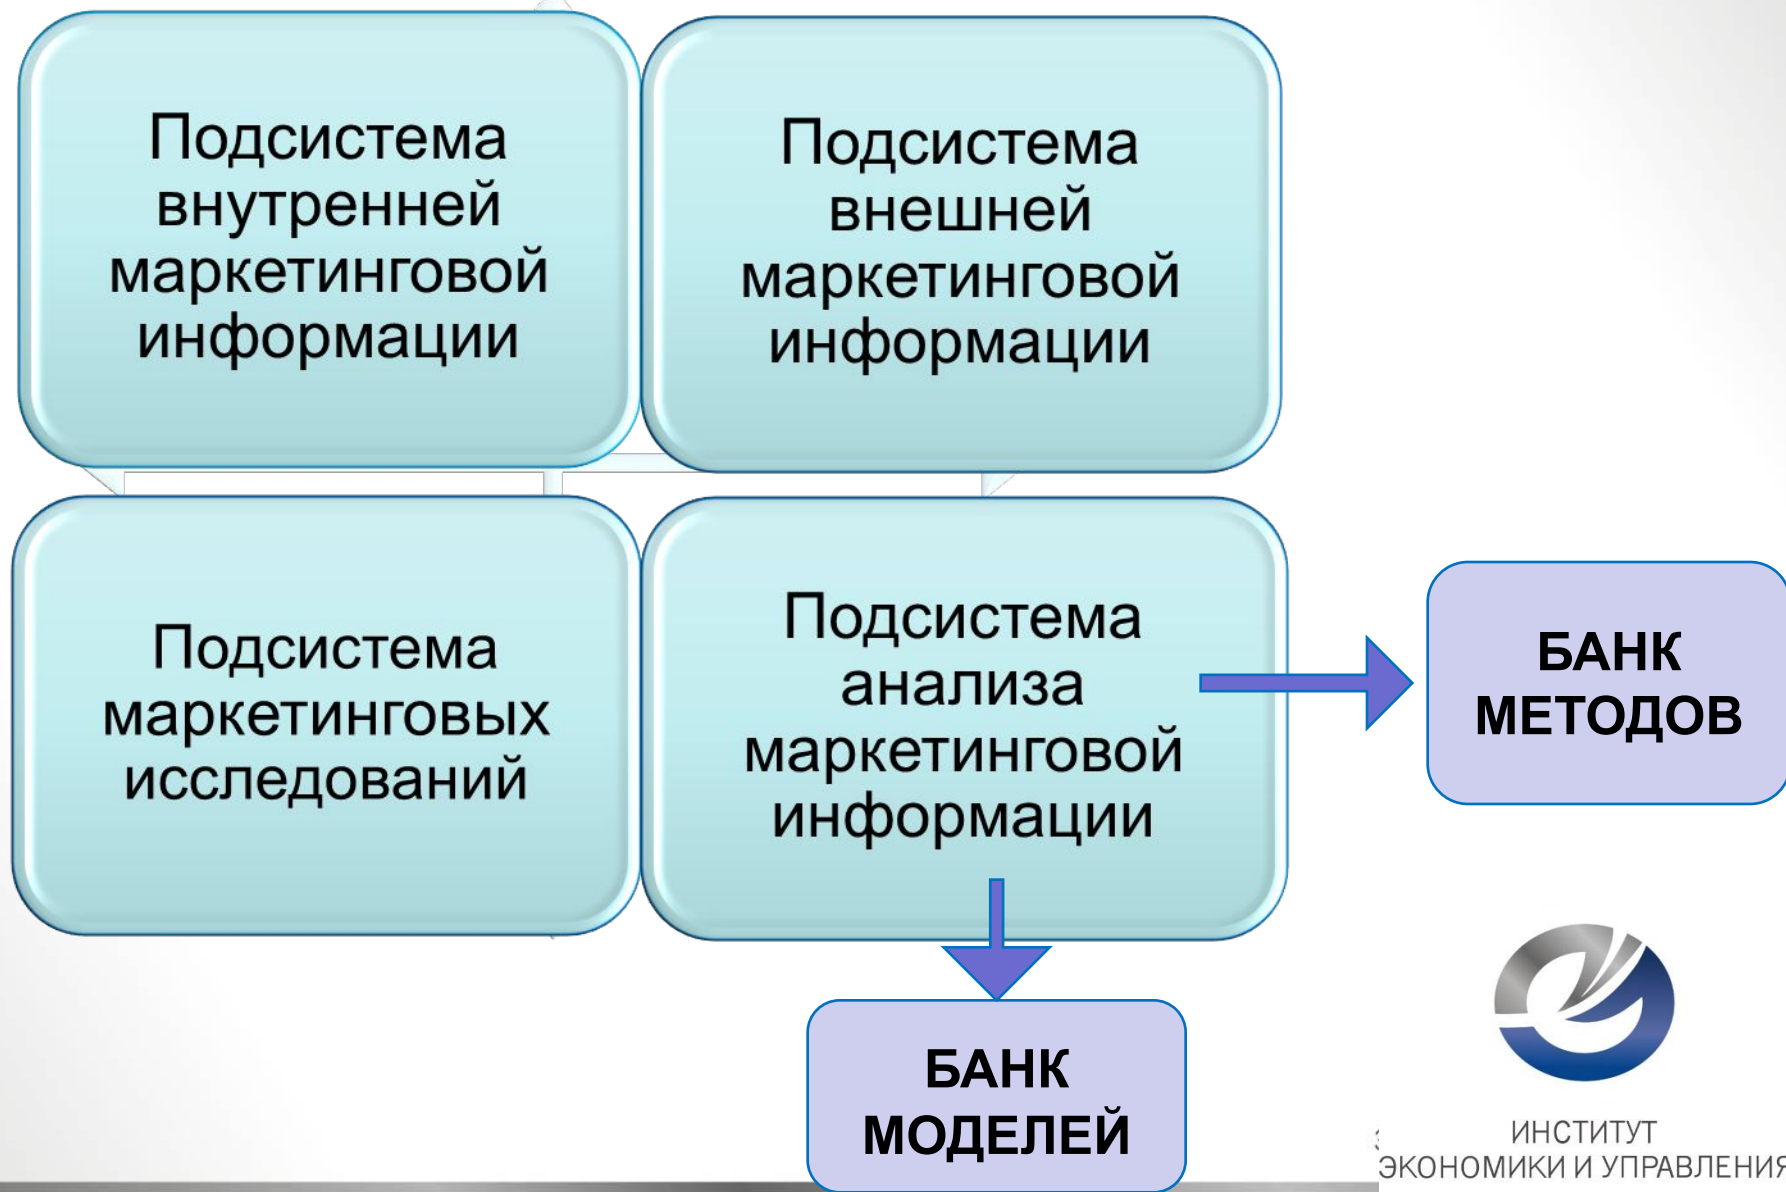 Подсистема
внутренней
маркетинговой
информации
Подсистема
внешней
маркетинговой
информации
Подсистема
маркетинговых
исследований
Подсистема
анализа
маркетинговой
информации
БАНК
МЕТОДОВ
БАНК
МОДЕЛЕЙ
ИНСТИТУТ
ЭКОНОМИКИ И УПРАВЛЕНИЯ